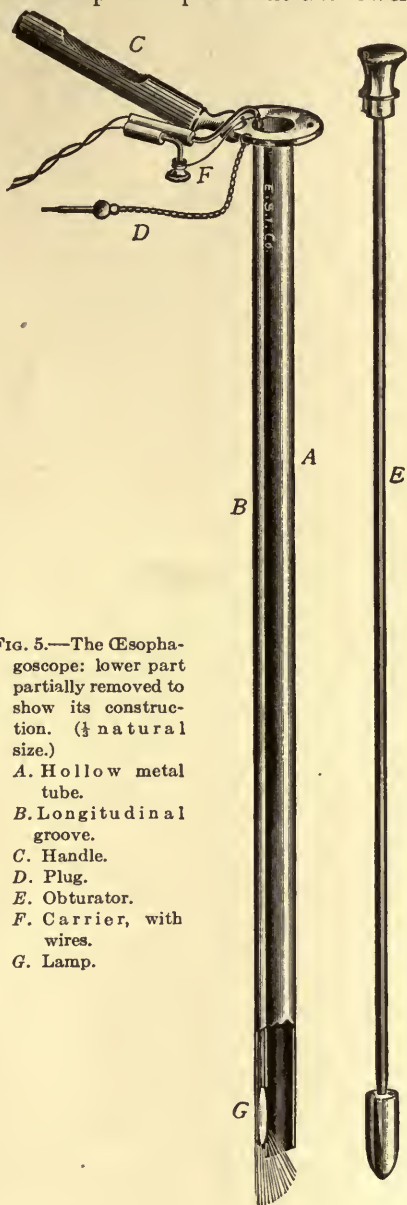 C
F
D
E. S. I. Co.
A
B
E
FIG. 5.—The Œsopha-
goscope: lower part
partially removed to
show its construc-
tion. (⅓ natural
size.)
A. Hollow metal
tube.
B. Longitudinal
groove.
C. Handle.
D. Plug.
E. Obturator.
F. Carrier, with
wires.
G. Lamp.
G